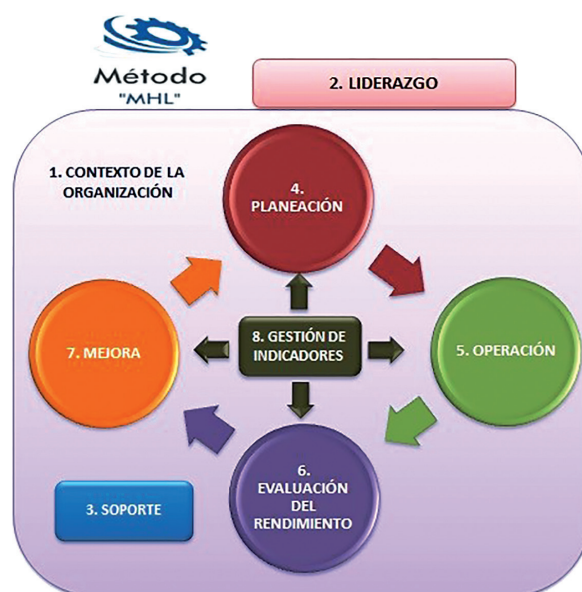 Método
"MHL"
2. LIDERAZGO
1. CONTEXTO DE LA
ORGANIZACIÓN
4.
PLANEACIÓN
8. GESTIÓN DE
INDICADORES
7. MEJORA
5. OPERACIÓN
6.
EVALUACIÓN
DEL
RENDIMIENTO
3. SOPORTE